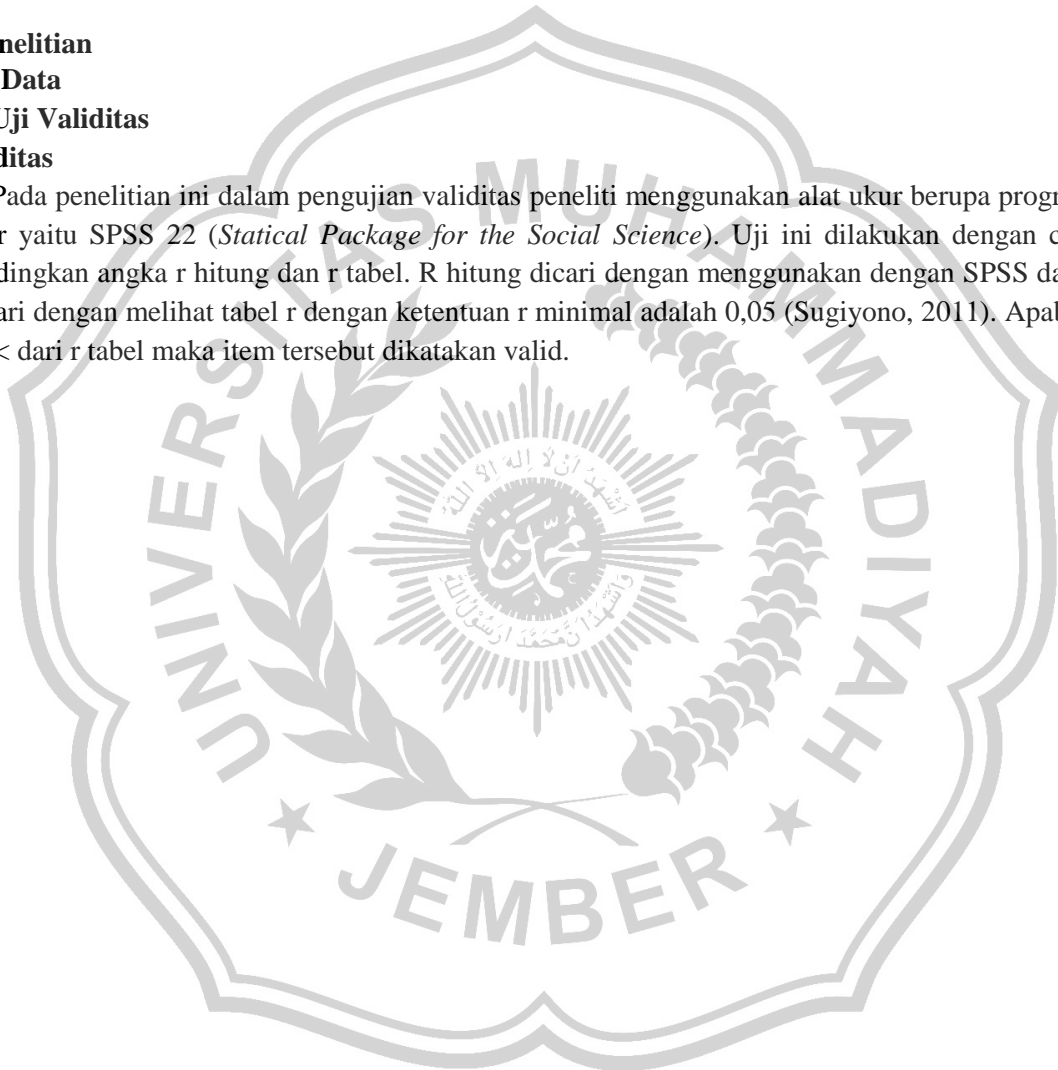 nelitian
Data
Uji Validitas
ditas
Pada penelitian ini dalam pengujian validitas peneliti menggunakan alat ukur berupa progr
r yaitu SPSS 22 (Statical Package for the Social Science). Uji ini dilakukan dengan c
dingkan angka r hitung dan r tabel. R hitung dicari dengan menggunakan dengan SPSS da
ari dengan melihat tabel r dengan ketentuan r minimal adalah 0,05 (Sugiyono, 2011). Apab
< dari r tabel maka item tersebut dikatakan valid.
UNIVERSITAS MUHAMMADIYAH
JEMBER